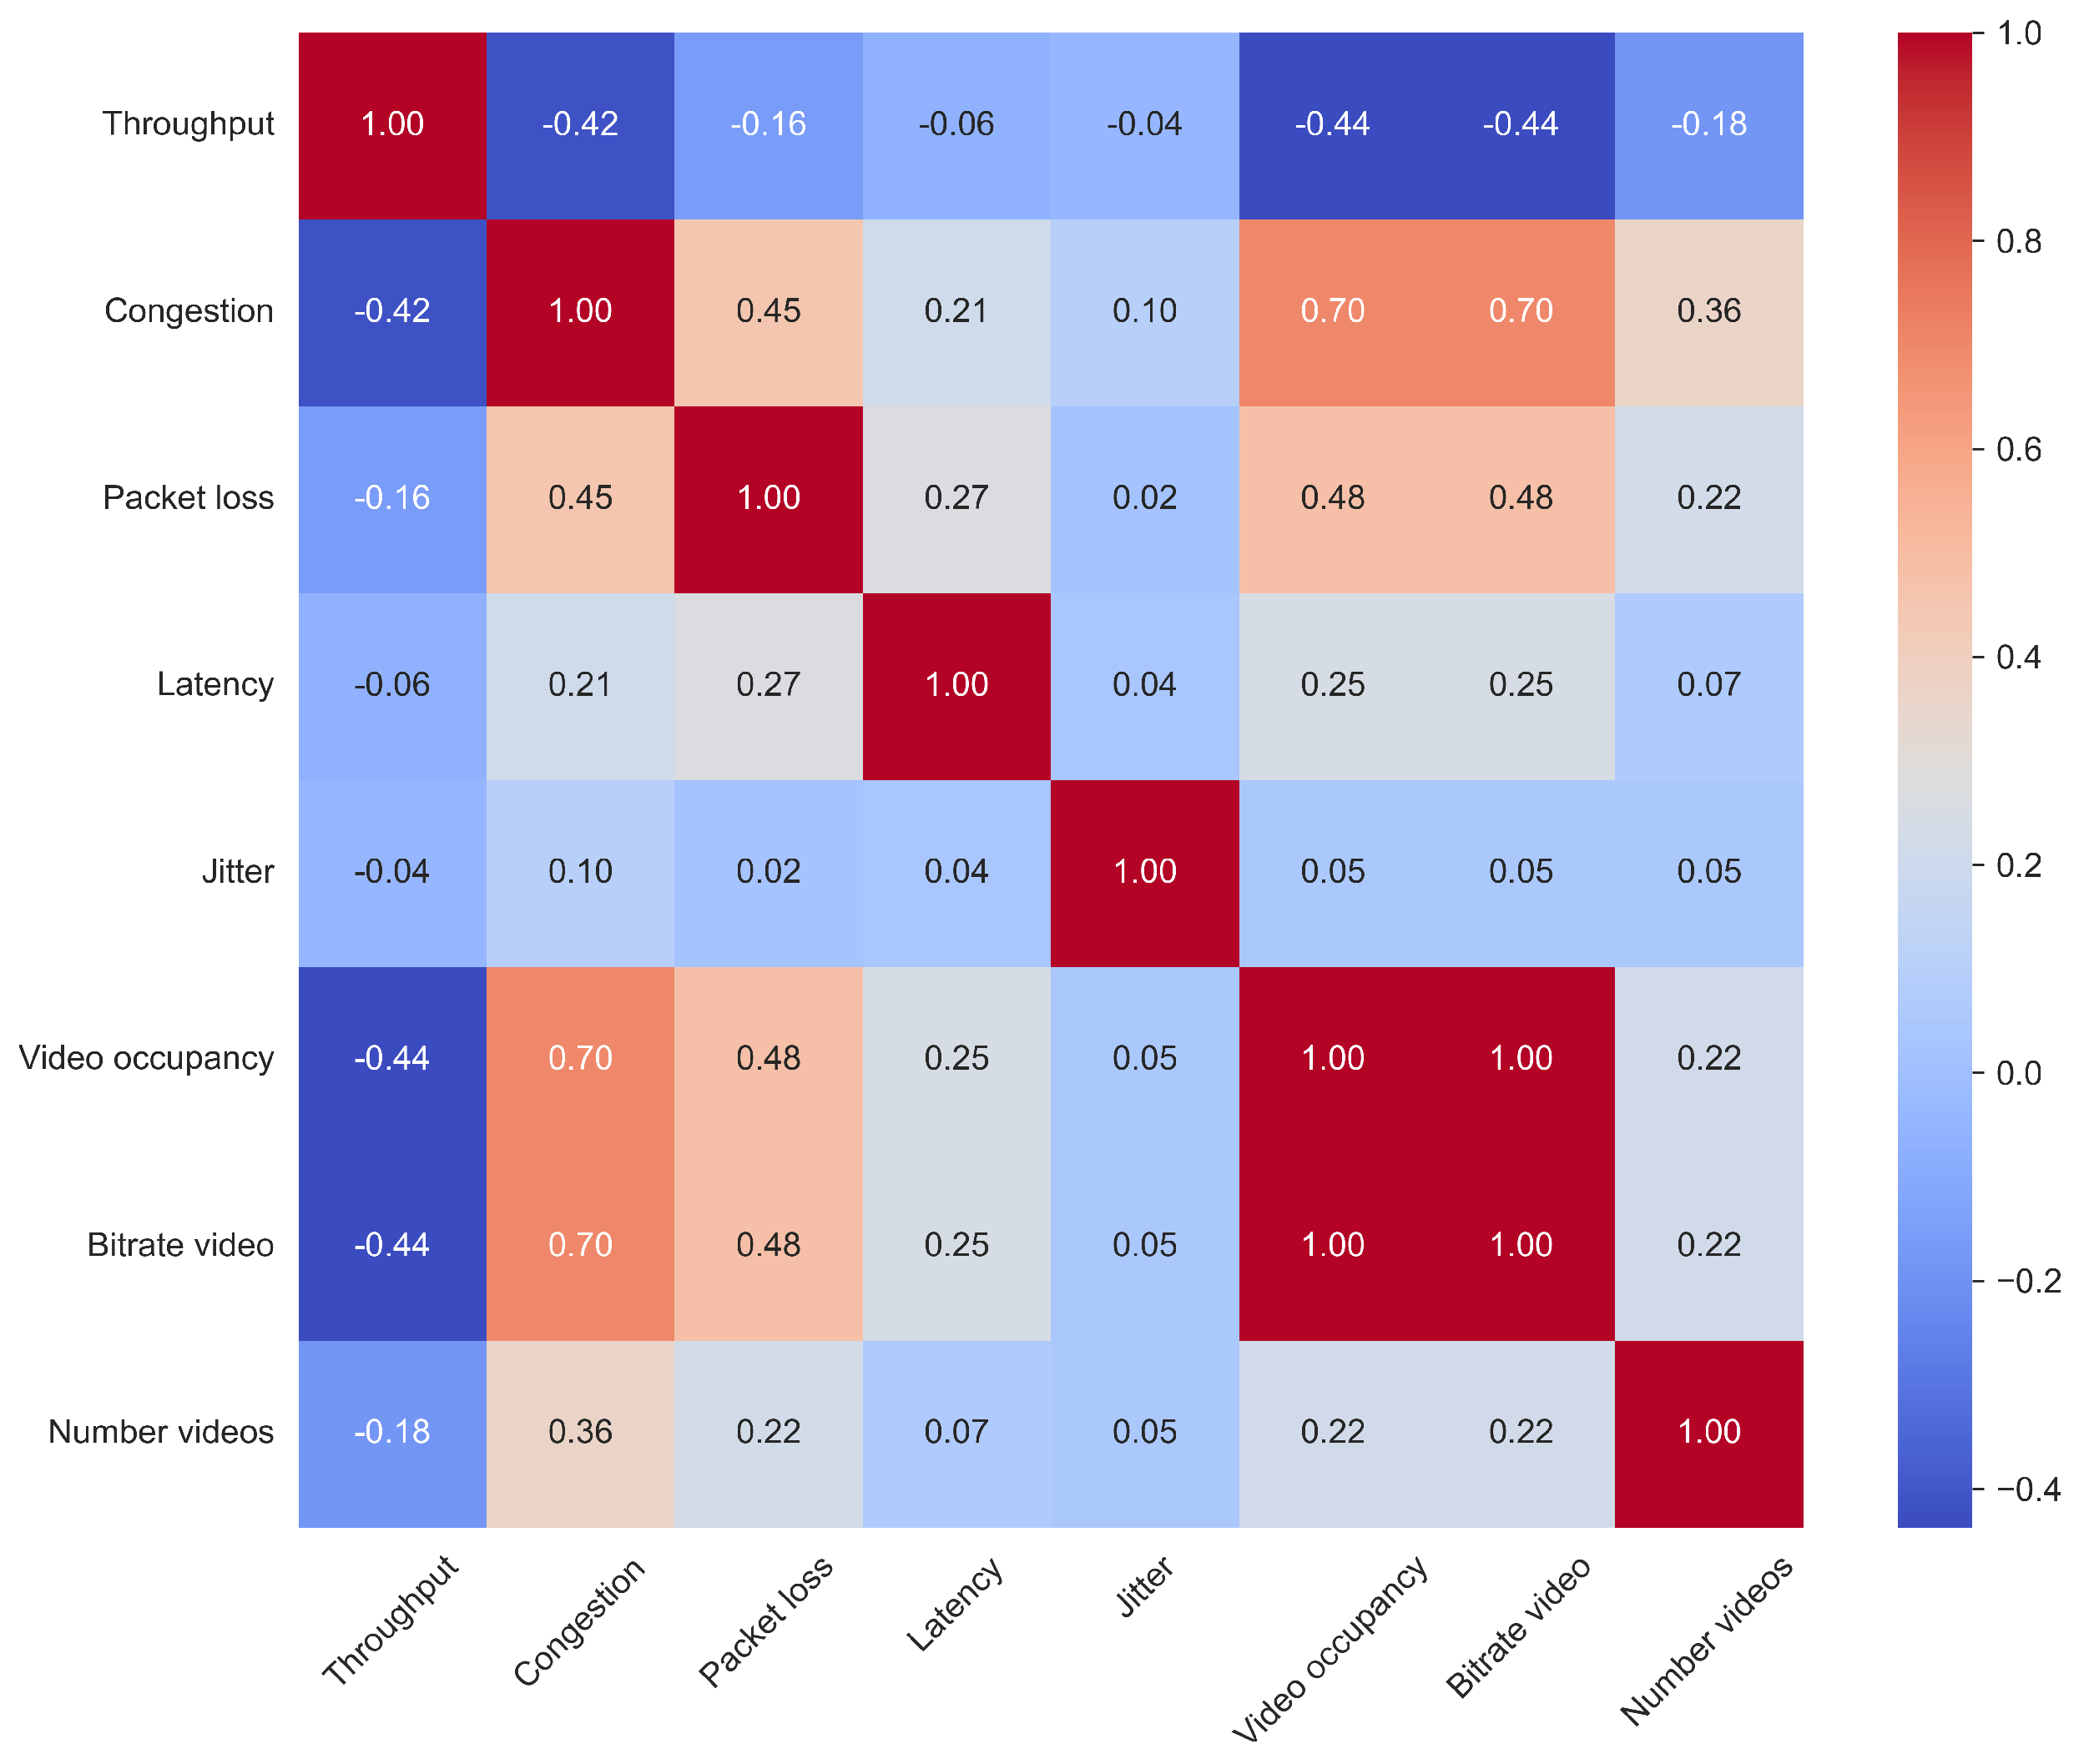 Throughput 1.00 -0.42 -0.16 -0.06 -0.04 -0.44 -0.44 -0.18
Congestion -0.42 1.00 0.45 0.21 0.10 0.70 0.70 0.36
Packet loss -0.16 0.45 1.00 0.27 0.02 0.48 0.48 0.22
Latency -0.06 0.21 0.27 1.00 0.04 0.25 0.25 0.07
Jitter -0.04 0.10 0.02 0.04 1.00 0.05 0.05 0.05
Video occupancy -0.44 0.70 0.48 0.25 0.05 1.00 1.00 0.22
Bitrate video -0.44 0.70 0.48 0.25 0.05 1.00 1.00 0.22
Number videos -0.18 0.36 0.22 0.07 0.05 0.22 0.22 1.00
Throughput
Congestion
Packet loss
Latency
Jitter
Video occupancy
Bitrate video
Number videos
1.0
0.8
0.6
0.4
0.2
0.0
−0.2
−0.4